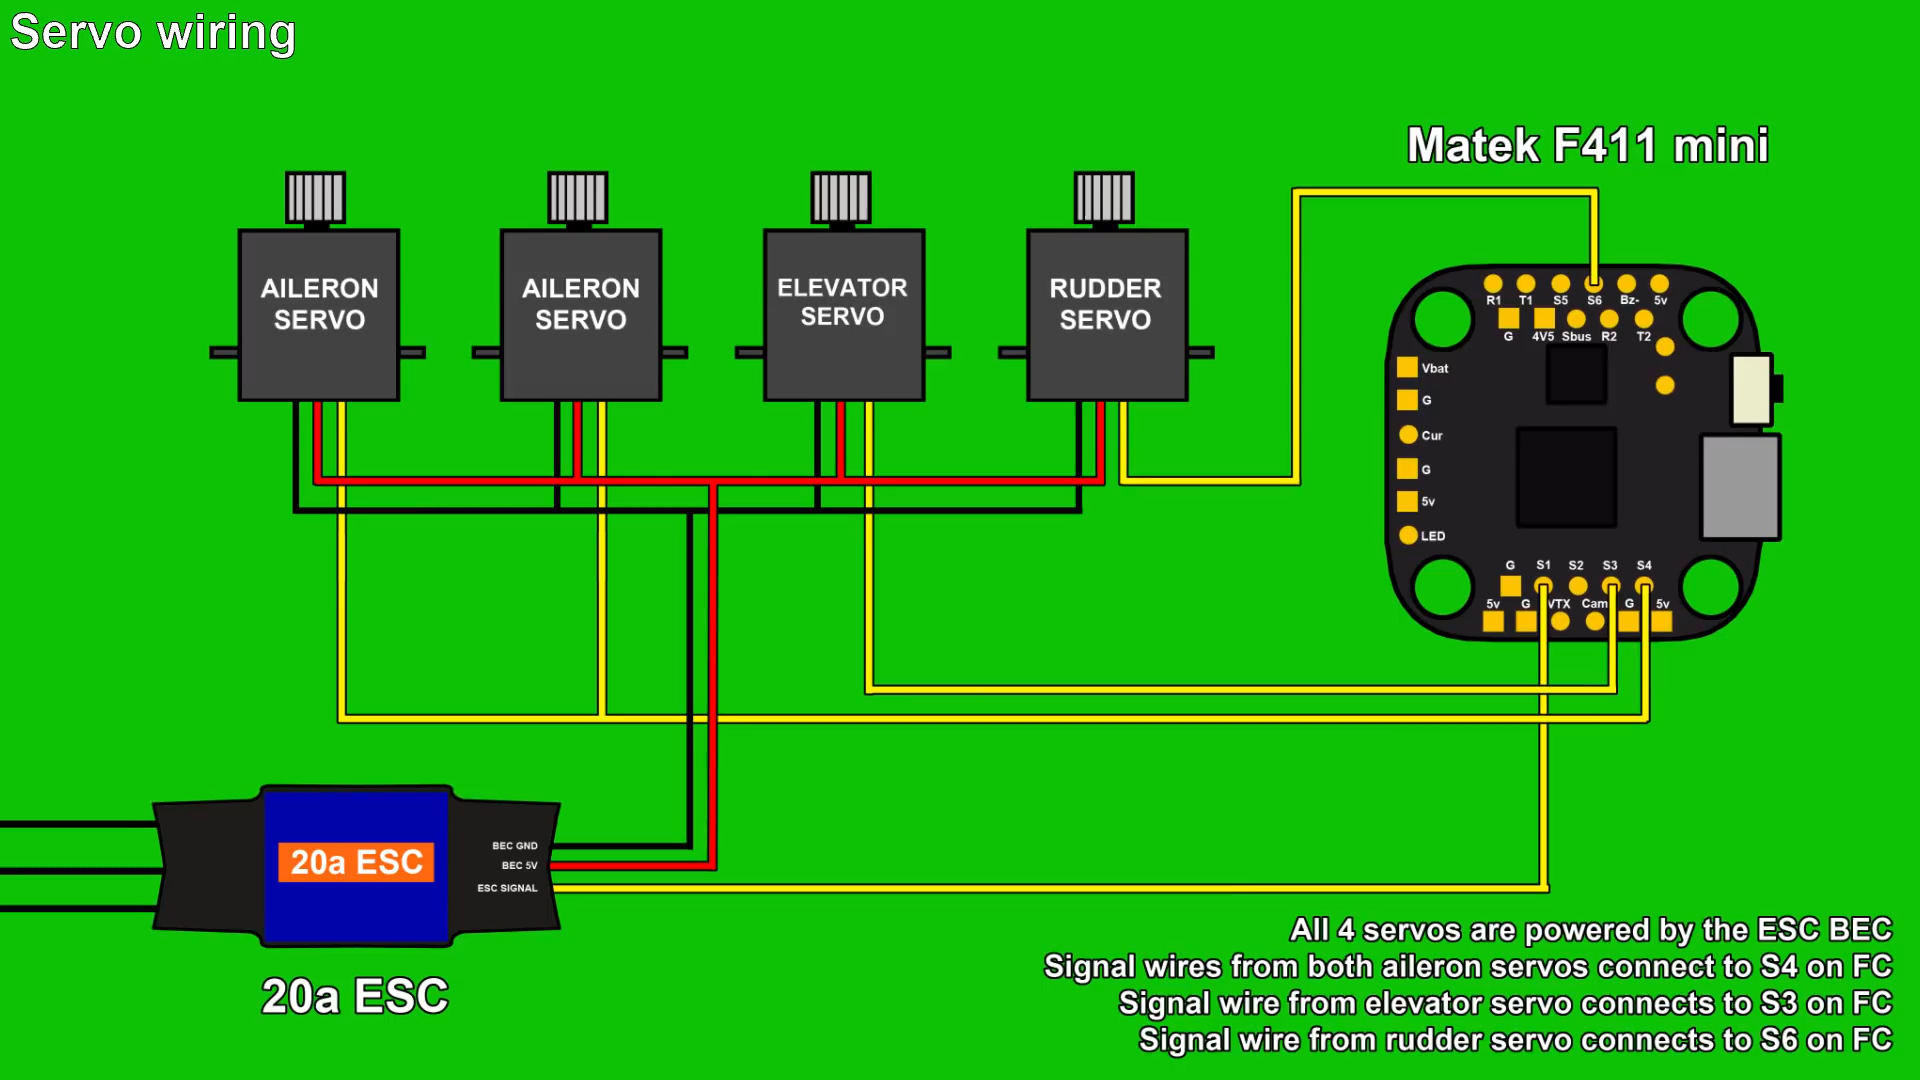 Servo wiring
Matek F411 mini
AILERON
SERVO
AILERON
SERVO
ELEVATOR
SERVO
RUDDER
SERVO
R1 T1 S5 S6 Bz- 5v
G 4V5 Sbus R2 T2
Vbat
G
Cur
G
5v
LED
G S1 S2 S3 S4
5v G VTX Cam G 5v
BEC GND
BEC 5V
ESC SIGNAL
20a ESC
20a ESC
All 4 servos are powered by the ESC BEC
Signal wires from both aileron servos connect to S4 on FC
Signal wire from elevator servo connects to S3 on FC
Signal wire from rudder servo connects to S6 on FC